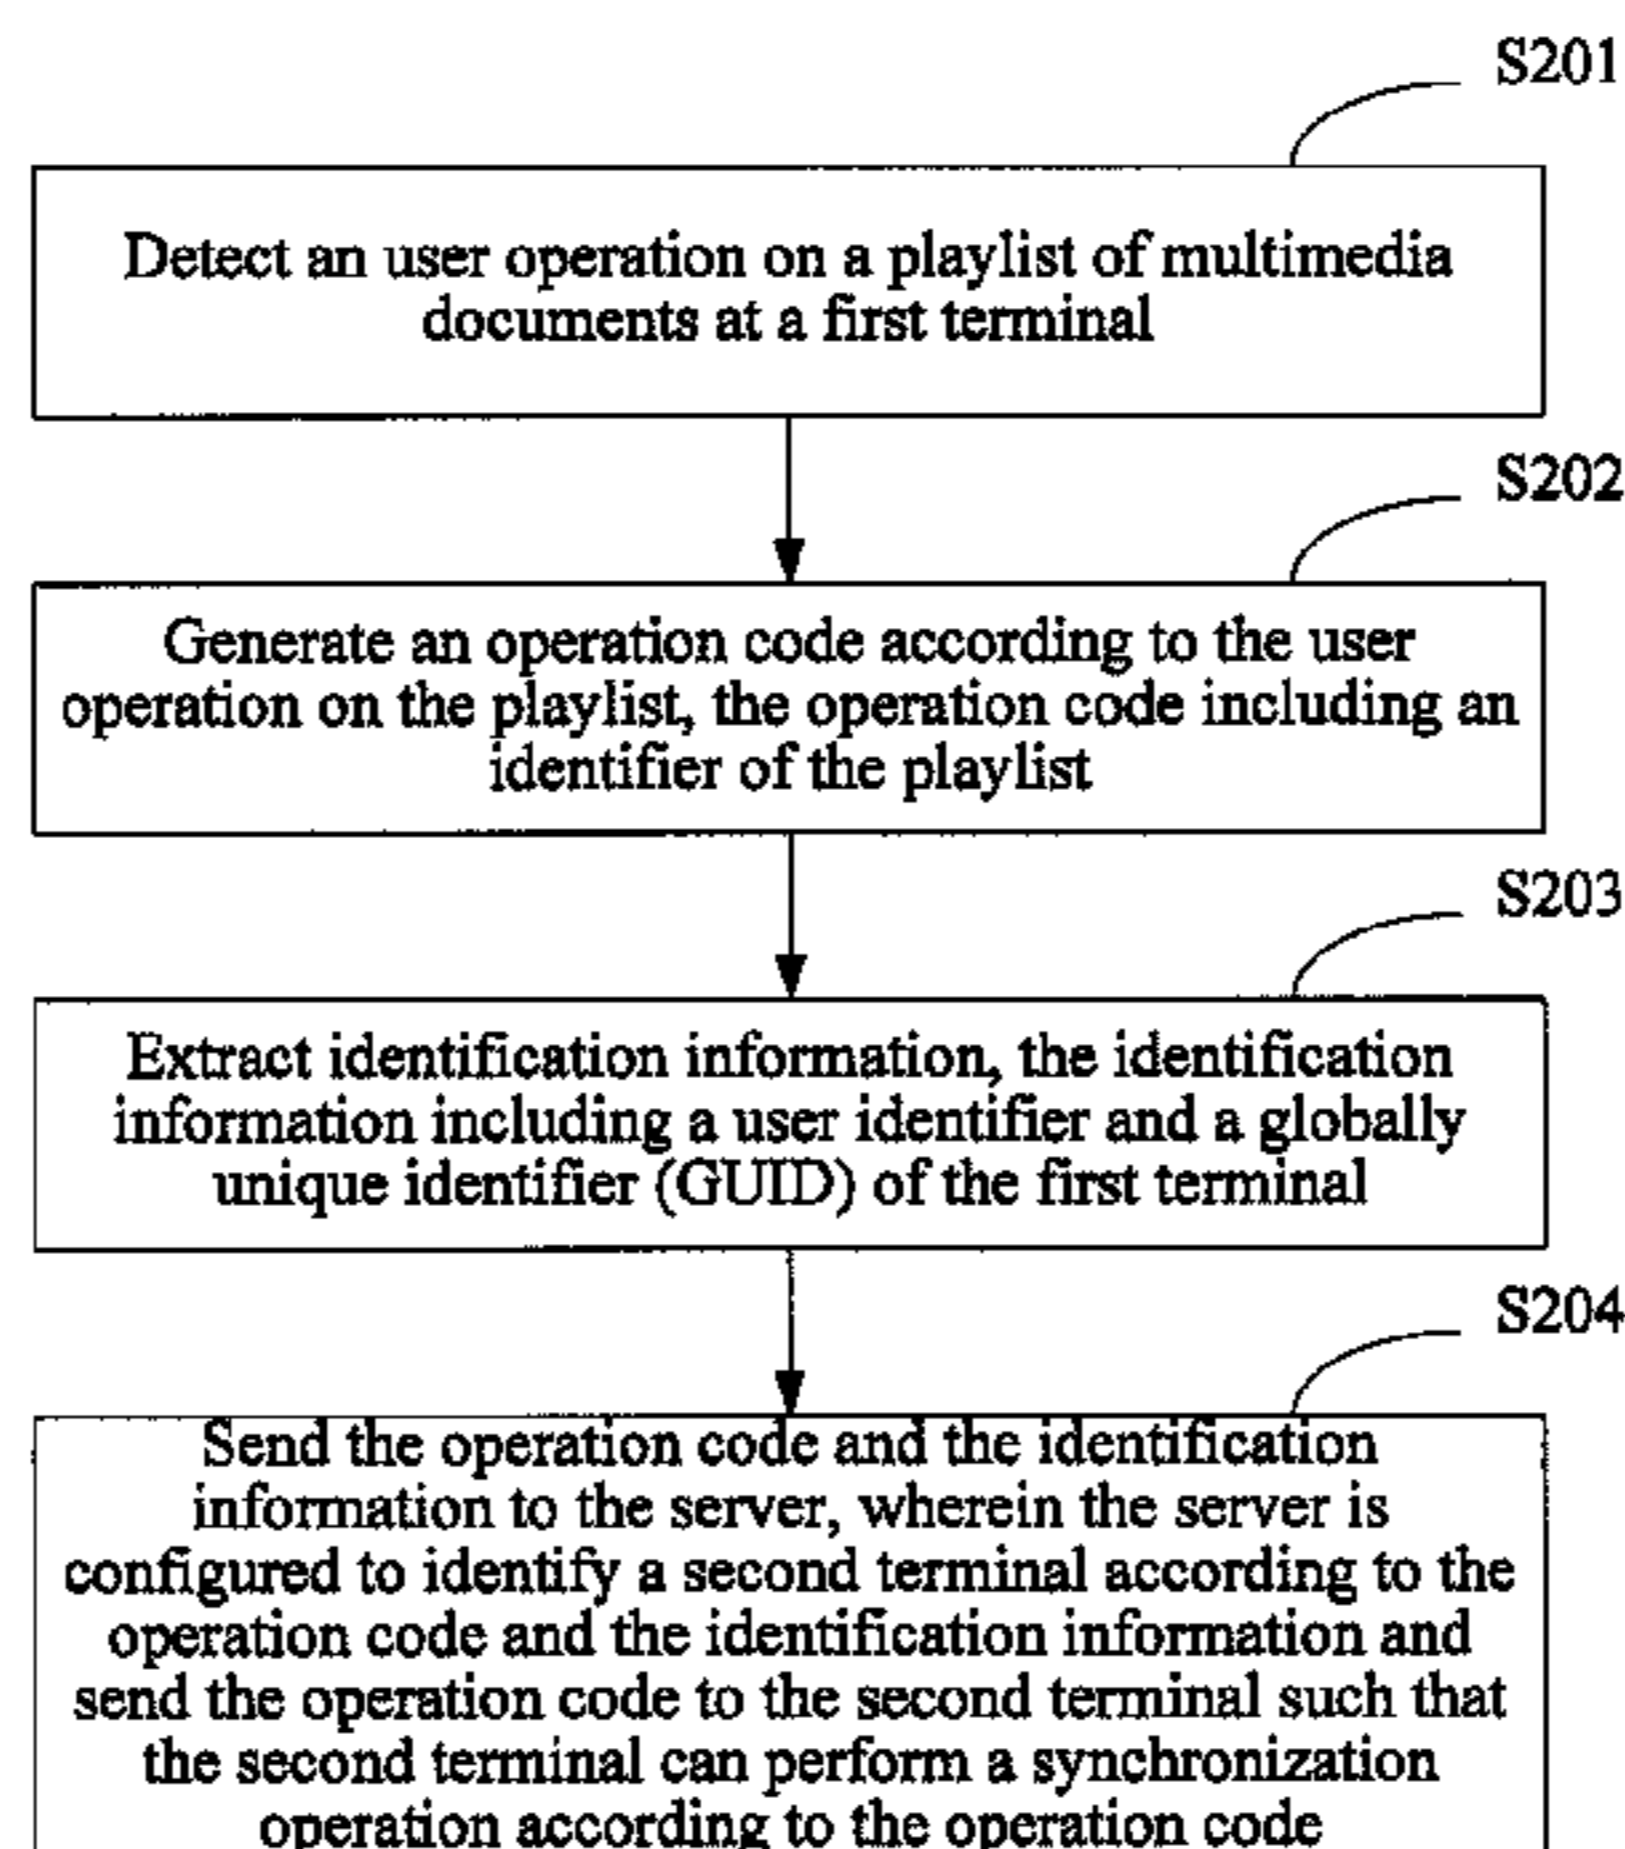 S201
Detect an user operation on a playlist of multimedia
documents at a first terminal
S202
Generate an operation code according to the user
operation on the playlist, the operation code including an
identifier of the playlist
S203
Extract identification information, the identification
information including a user identifier and a globally
unique identifier (GUID) of the first terminal
S204
Send the operation code and the identification
information to the server, wherein the server is
configured to identify a second terminal according to the
operation code and the identification information and
send the operation code to the second terminal such that
the second terminal can perform a synchronization
operation according to the operation code